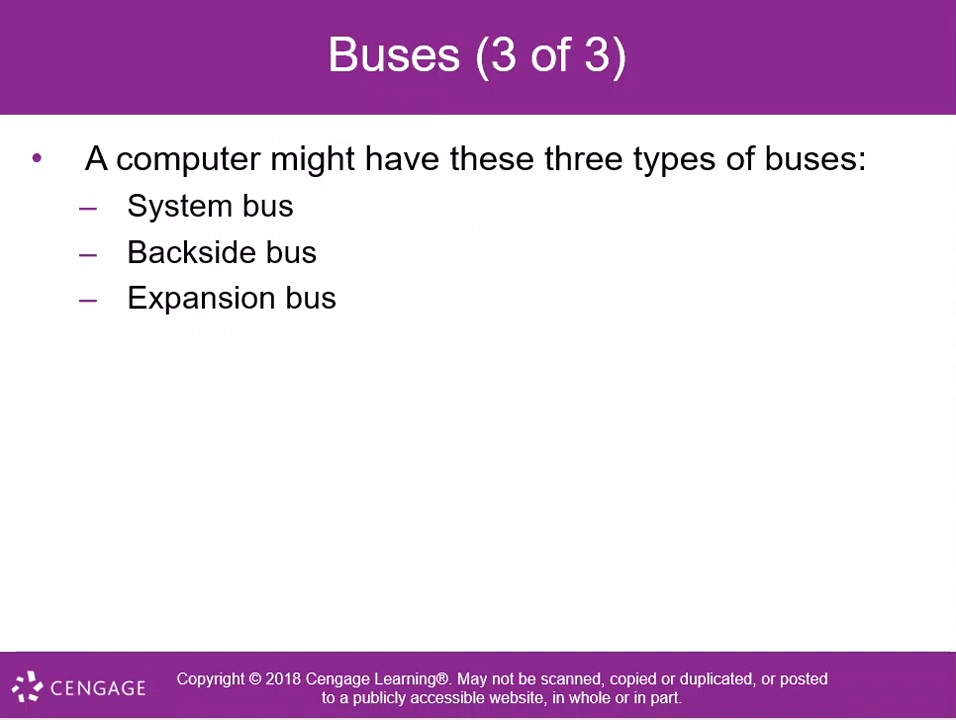 Buses (3 of 3)
• A computer might have these three types of buses:
– System bus
– Backside bus
– Expansion bus
CENGAGE
Copyright © 2018 Cengage Learning®. May not be scanned, copied or duplicated, or posted
to a publicly accessible website, in whole or in part.